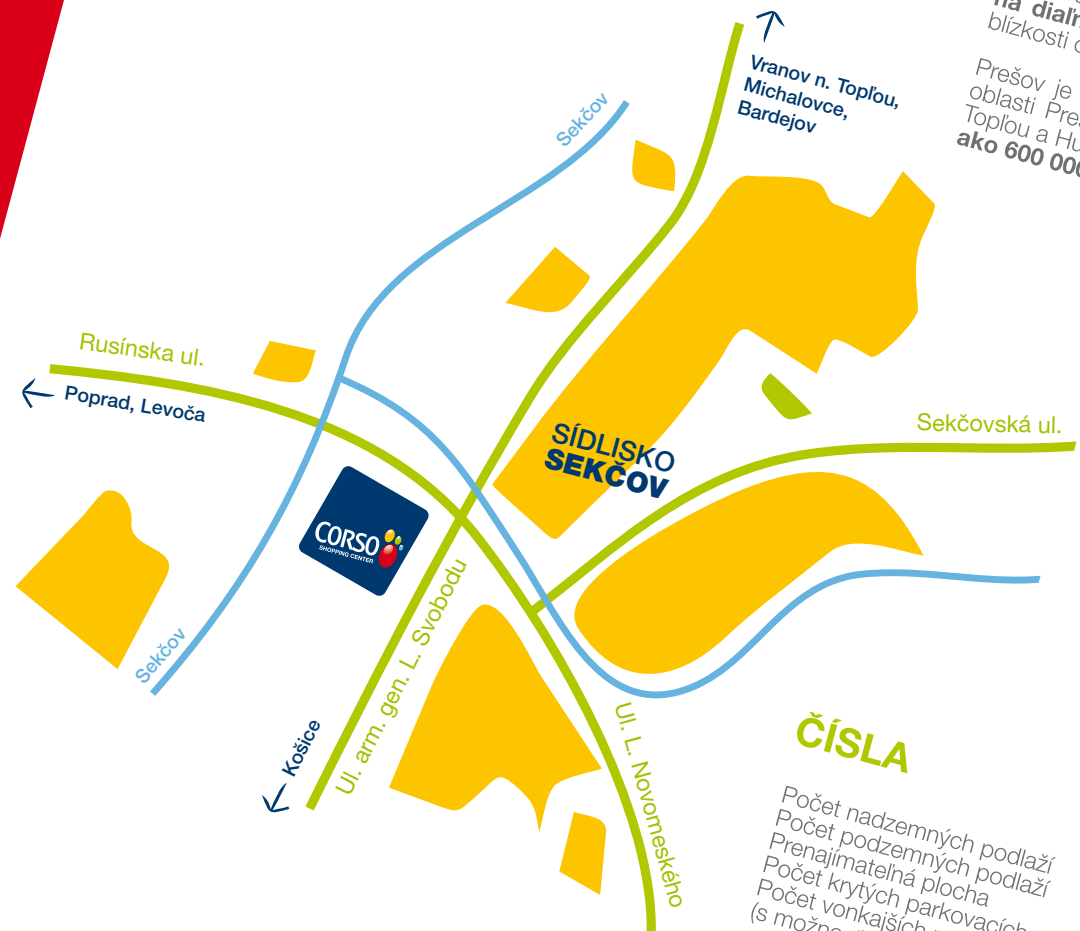 na diaľn
blízkosti
Prešov je
oblasti Pre
Topľou a Hu
ako 600 000
Vranov n. Topľou,
Michalovce,
Bardejov
Sekčov
Rusínska ul.
Poprad, Levoča
Sekčovská ul.
SÍDLISKO
SEKČOV
CORSO
SHOPPING CENTER
Sekčov
Ul. arm. gen. L. Svobodu
Košice
Ul. L. Novomeského
ČÍSLA
Počet nadzemných podlaží
Počet podzemných podlaží
Prenajímateľná plocha
Počet krytých parkovacích
Počet vonkajších
(s možno